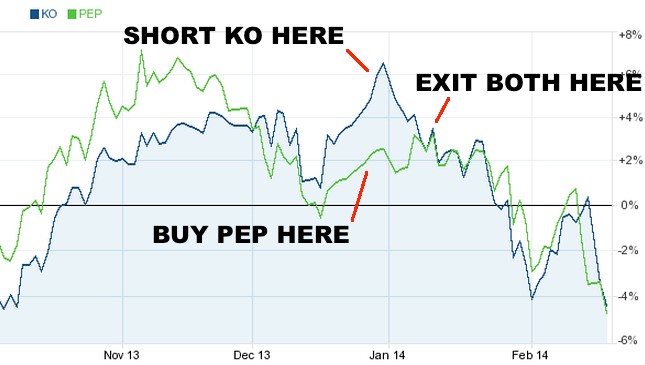 KO PEP
SHORT KO HERE
+8%
+6%
EXIT BOTH HERE
+4%
+2%
0%
BUY PEP HERE
-2%
-4%
-6%
Nov 13 Dec 13 Jan 14 Feb 14